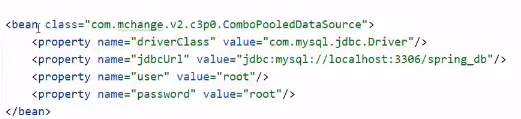 <bean class="com.mchange.v2.c3p0.ComboPooledDataSource">
    <property name="driverClass" value="com.mysql.jdbc.Driver"/>
    <property name="jdbcUrl" value="jdbc:mysql://localhost:3306/spring_db"/>
    <property name="user" value="root"/>
    <property name="password" value="root"/>
</bean>